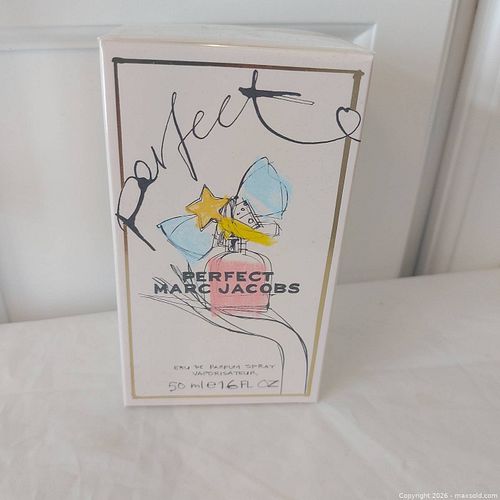 perfect
PERFECT
MARC JACOBS
EAU DE PARFUM SPRAY
VAPORISATEUR
50 ml e 1.6 FL OZ
Copyright 2026 - maxsold.com